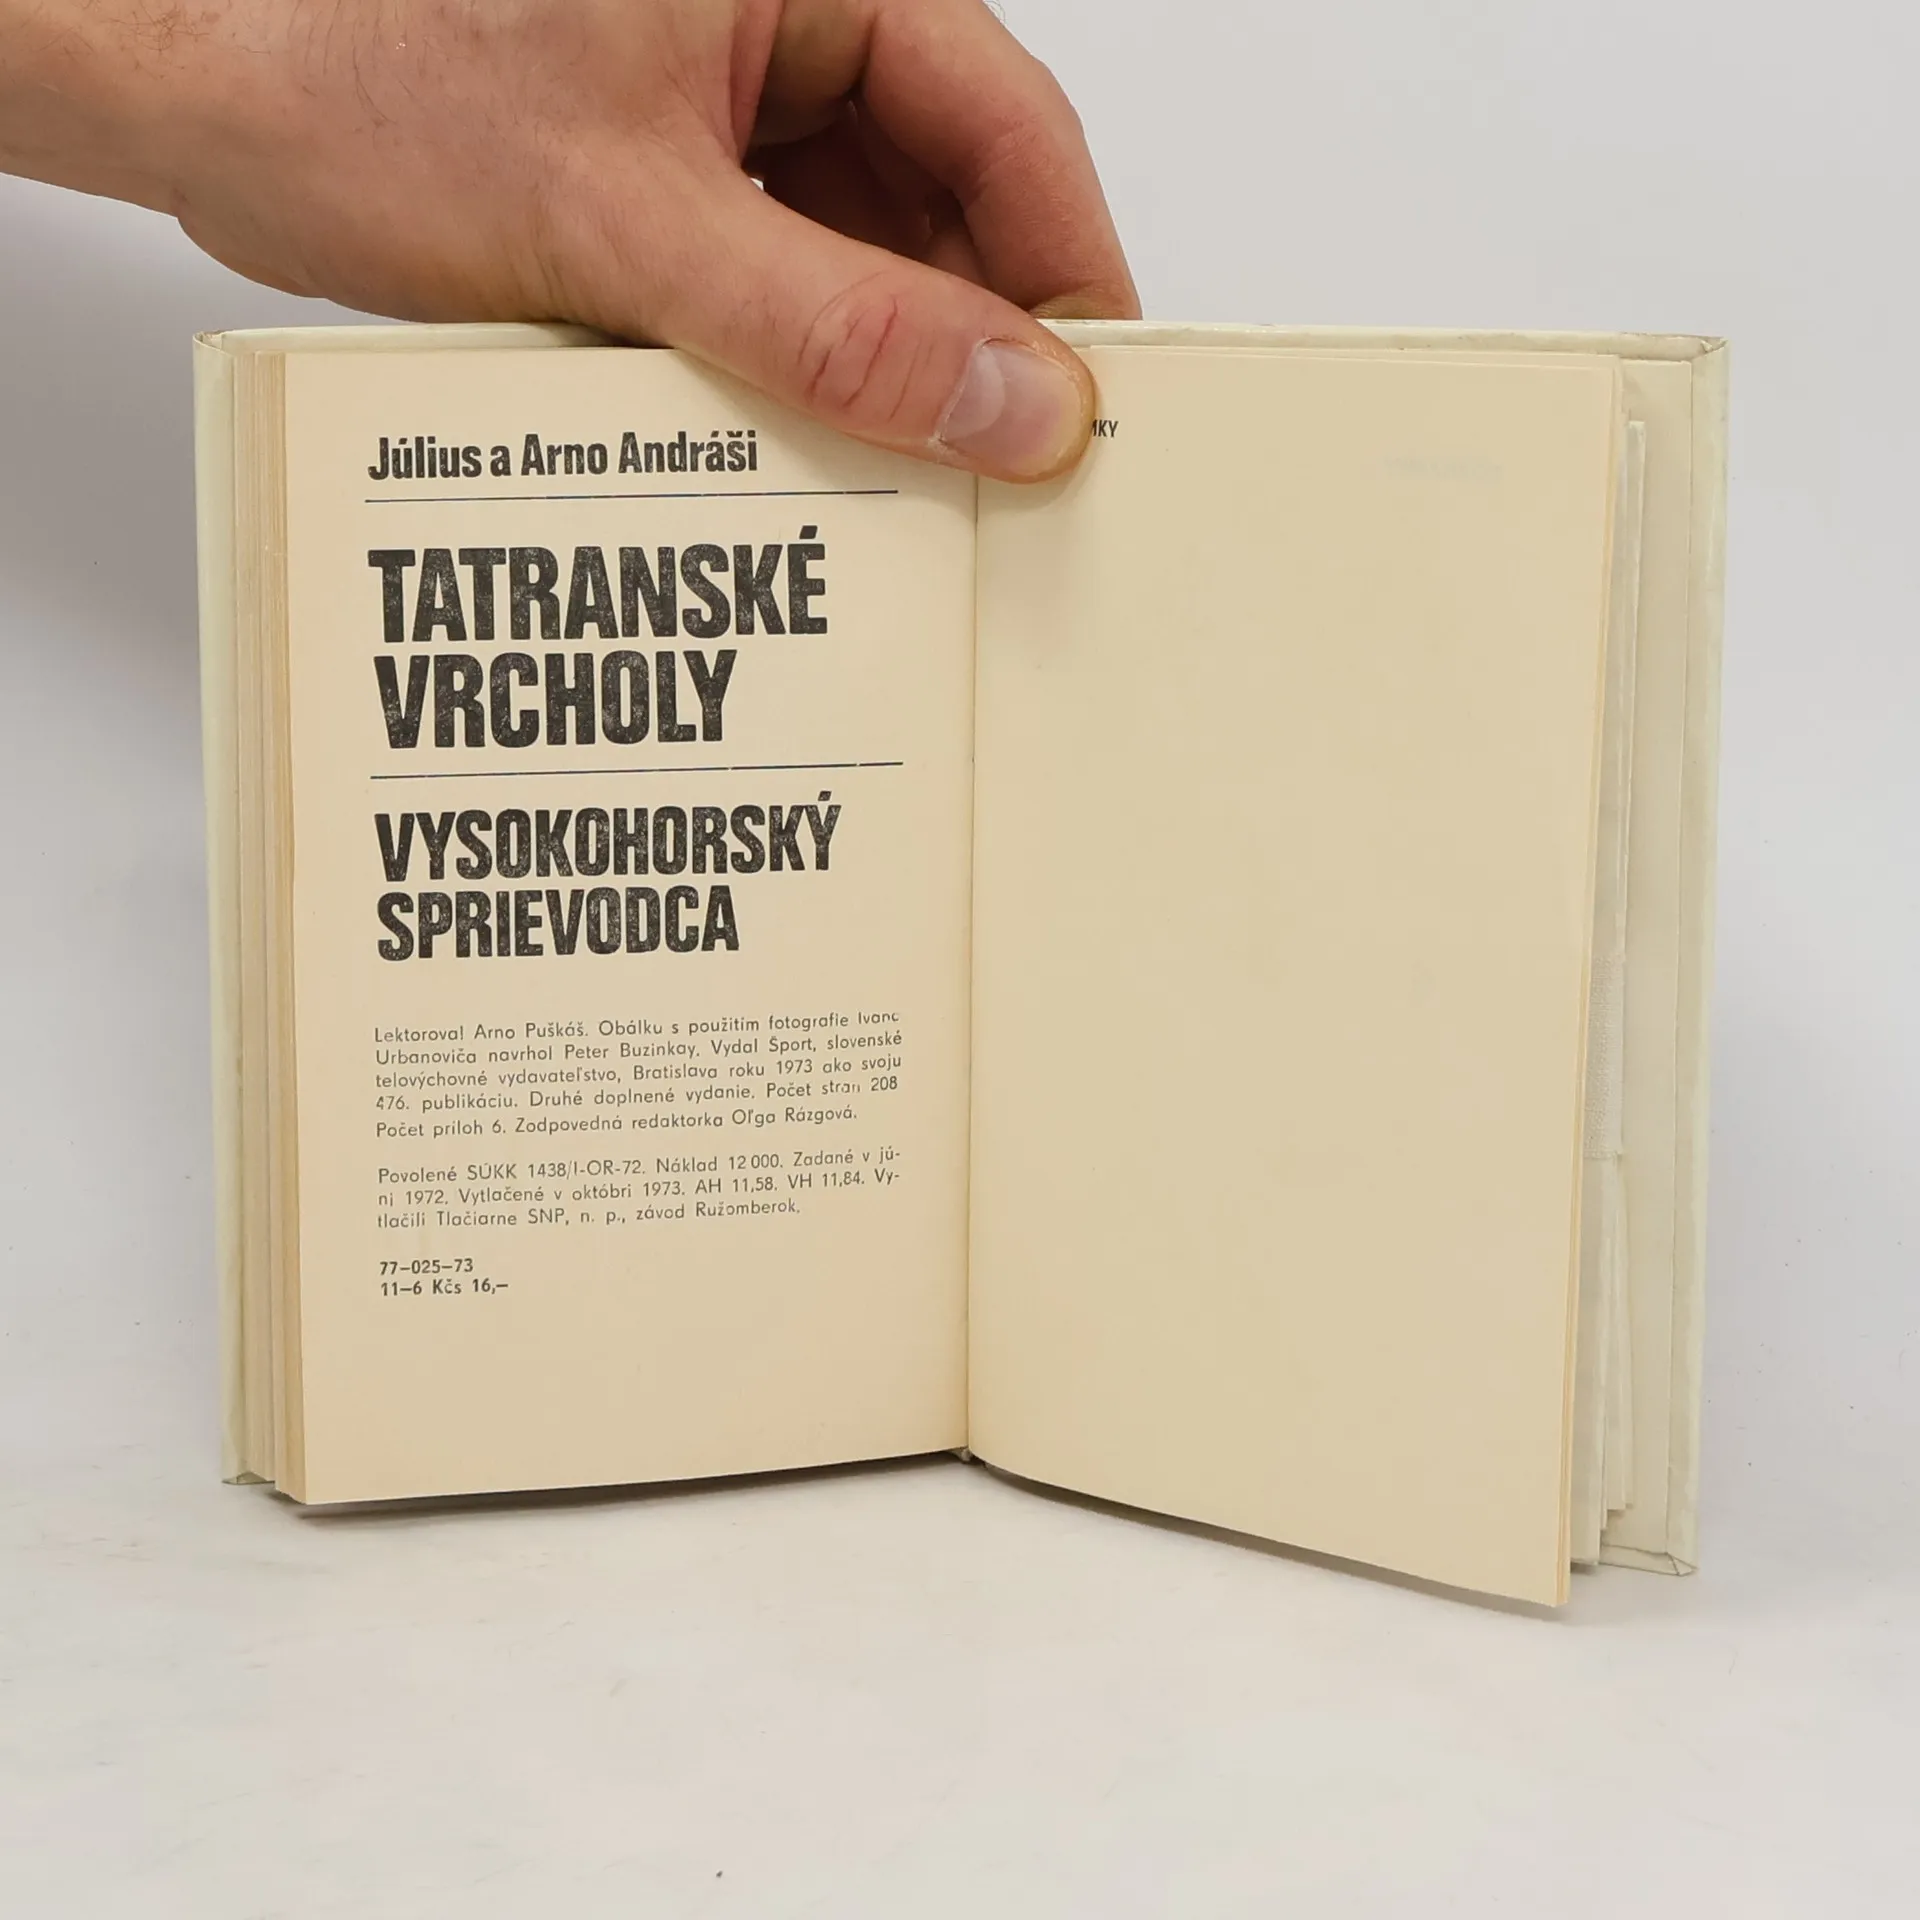 Július a Arno Andráši
TATRANSKÉ
VRCHOLY
VYSOKOHORSKÝ
SPRIEVODCA
Lektoroval Arno Puškáš. Obálku s použitím fotografie Ivana
Urbanoviča navrhol Peter Buzinkay. Vydal Šport, slovenské
telovýchovné vydavateľstvo, Bratislava roku 1973 ako svoju
476. publikáciu. Druhé doplnené vydanie. Počet strán 208
Počet príloh 6. Zodpovedná redaktorka Oľga Rázgová.
Povolené SÚKK 1438/I-OR-72. Náklad 12 000. Zadané v jú-
ni 1972. Vytlačené v októbri 1973. AH 11,58. VH 11,84. Vy-
tlačili Tlačiarne SNP, n. p., závod Ružomberok.
77–025–73
11–6 Kčs 16,–
MKY